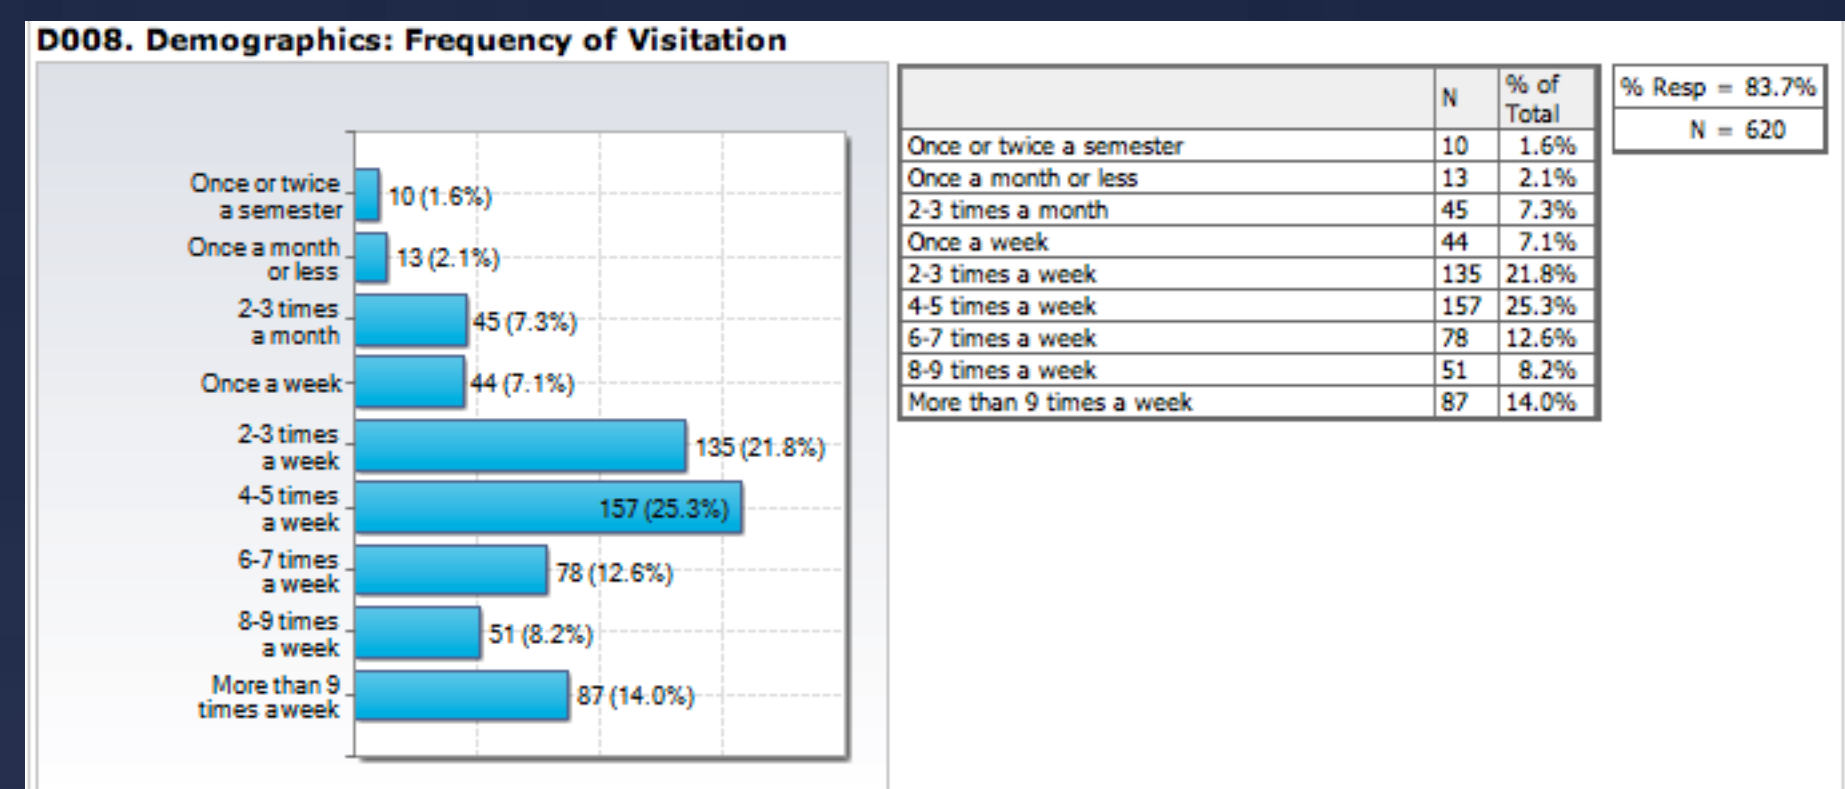 D008. Demographics: Frequency of Visitation
Once or twice
a semester
10 (1.6%)
Once a month
or less
13 (2.1%)
2-3 times
a month
45 (7.3%)
Once a week
44 (7.1%)
2-3 times
a week
135 (21.8%)
4-5 times
a week
157 (25.3%)
6-7 times
a week
78 (12.6%)
8-9 times
a week
51 (8.2%)
More than 9
times a week
87 (14.0%)
N % of
Total
Once or twice a semester 10 1.6%
Once a month or less 13 2.1%
2-3 times a month 45 7.3%
Once a week 44 7.1%
2-3 times a week 135 21.8%
4-5 times a week 157 25.3%
6-7 times a week 78 12.6%
8-9 times a week 51 8.2%
More than 9 times a week 87 14.0%
% Resp = 83.7%
N = 620